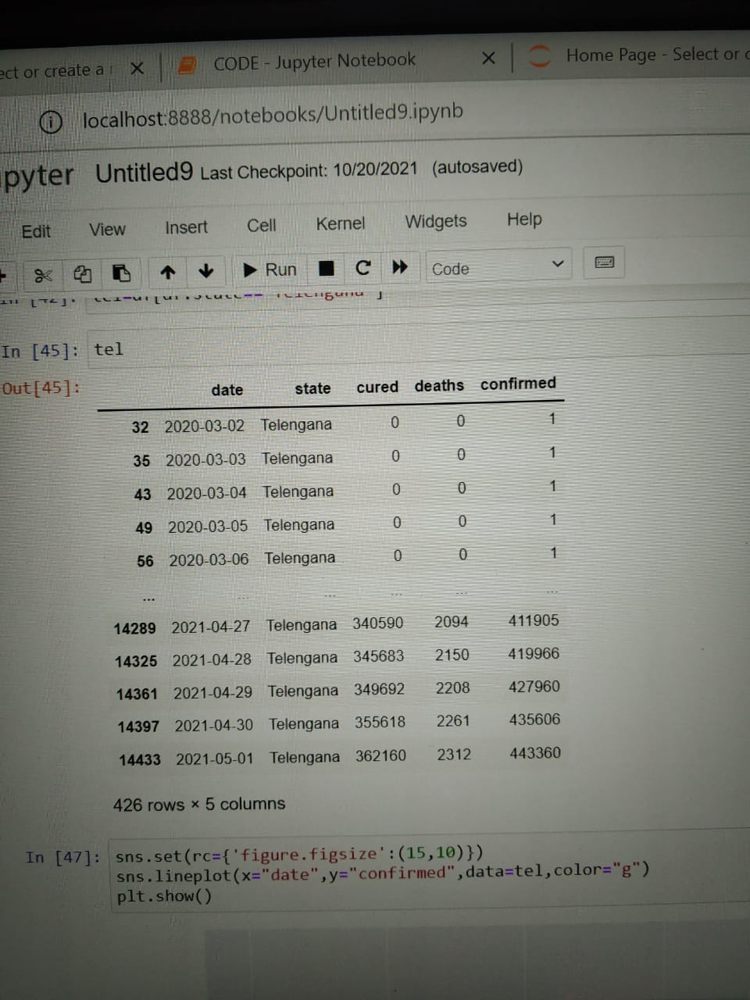 ect or create a
CODE - Jupyter Notebook
Home Page - Select or c
localhost:8888/notebooks/Untitled9.ipynb
pyter Untitled9 Last Checkpoint: 10/20/2021 (autosaved)
Edit View Insert Cell Kernel Widgets Help
Run Code
In [45]: tel
Out[45]:
date state cured deaths confirmed
32 2020-03-02 Telengana 0 0 1
35 2020-03-03 Telengana 0 0 1
43 2020-03-04 Telengana 0 0 1
49 2020-03-05 Telengana 0 0 1
56 2020-03-06 Telengana 0 0 1
... ... ... ... ... ...
14289 2021-04-27 Telengana 340590 2094 411905
14325 2021-04-28 Telengana 345683 2150 419966
14361 2021-04-29 Telengana 349692 2208 427960
14397 2021-04-30 Telengana 355618 2261 435606
14433 2021-05-01 Telengana 362160 2312 443360
426 rows × 5 columns
In [47]: sns.set(rc={'figure.figsize':(15,10)})
sns.lineplot(x="date",y="confirmed",data=tel,color="g")
plt.show()